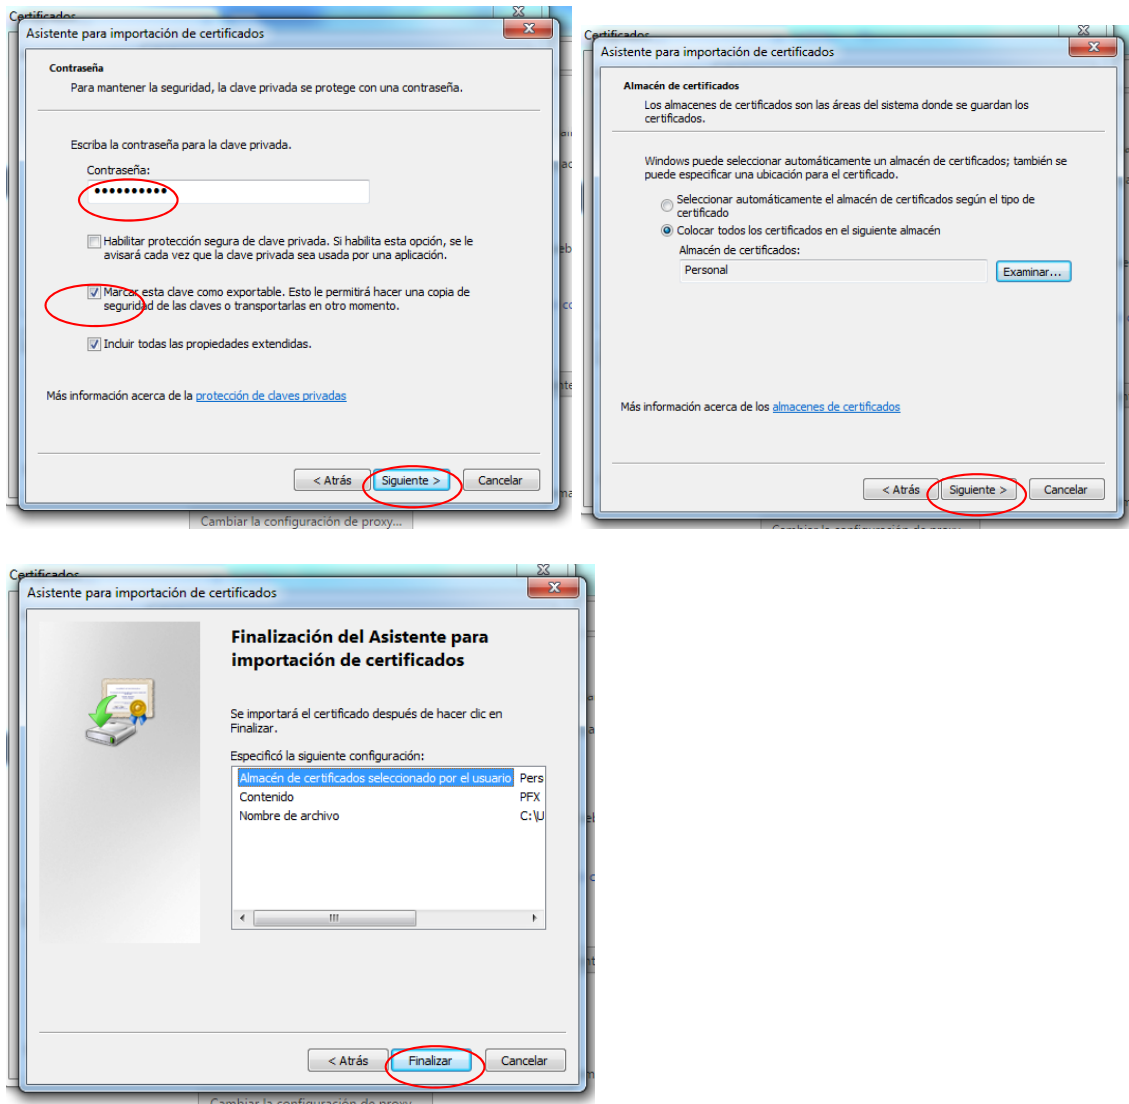 Certificados
Asistente para importación de certificados
Contraseña
Para mantener la seguridad, la clave privada se protege con una contraseña.
Escriba la contraseña para la clave privada.
Contraseña:
••••••••••
Habilitar protección segura de clave privada. Si habilita esta opción, se le
avisará cada vez que la clave privada sea usada por una aplicación.
Marcar esta clave como exportable. Esto le permitirá hacer una copia de
seguridad de las claves o transportarlas en otro momento.
Incluir todas las propiedades extendidas.
Más información acerca de la protección de claves privadas
< Atrás
Siguiente >
Cancelar
Cambiar la configuración de proxy...
Certificados
Asistente para importación de certificados
Almacén de certificados
Los almacenes de certificados son las áreas del sistema donde se guardan los
certificados.
Windows puede seleccionar automáticamente un almacén de certificados; también se
puede especificar una ubicación para el certificado.
Seleccionar automáticamente el almacén de certificados según el tipo de
certificado
Colocar todos los certificados en el siguiente almacén
Almacén de certificados:
Personal
Examinar...
Más información acerca de los almacenes de certificados
< Atrás
Siguiente >
Cancelar
Cambiar la configuración de proxy...
Certificados
Asistente para importación de certificados
Finalización del Asistente para
importación de certificados
Se importará el certificado después de hacer clic en
Finalizar.
Especificó la siguiente configuración:
Almacén de certificados seleccionado por el usuario Pers
Contenido PFX
Nombre de archivo C:\U
< Atrás
Finalizar
Cancelar
Cambiar la configuración de proxy...